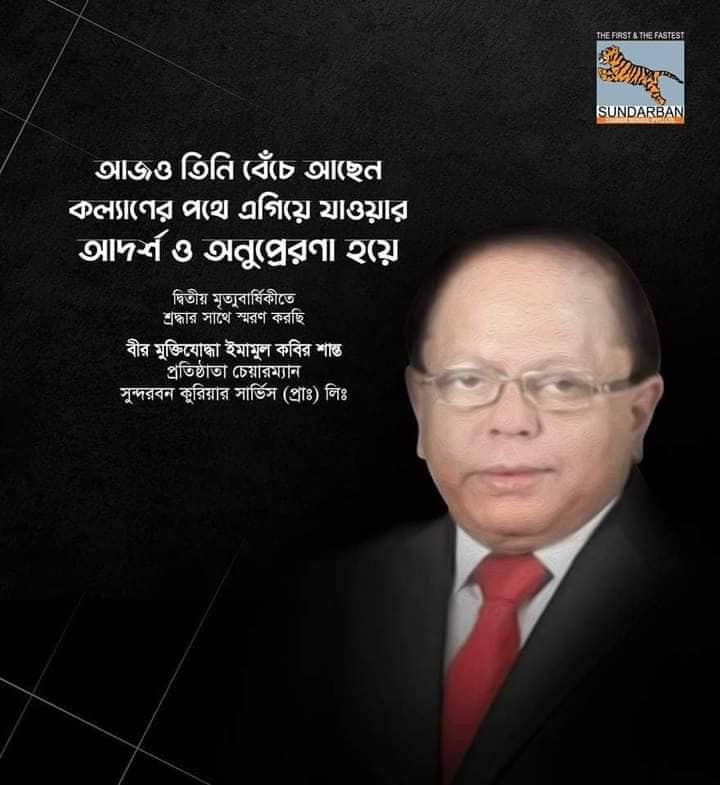 THE FIRST & THE FASTEST
SUNDARBAN
আজও তিনি বেঁচে আছেন
কল্যাণের পথে এগিয়ে যাওয়ার
আদর্শ ও অনুপ্রেরণা হয়ে
দ্বিতীয় মৃত্যুবার্ষিকীতে
শ্রদ্ধার সাথে স্মরণ করছি
বীর মুক্তিযোদ্ধা ইমামুল কবির শান্ত
প্রতিষ্ঠাতা চেয়ারম্যান
সুন্দরবন কুরিয়ার সার্ভিস (প্রাঃ) লিঃ